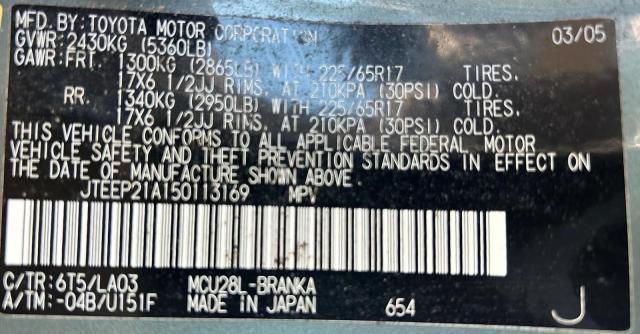 MFD. BY: TOYOTA MOTOR CORPORATION 03/05
GVWR: 2430KG (5360LB)
GAWR: FRT. 1300KG (2865LB) WITH 225/65R17 TIRES.
17X6 1/2JJ RIMS. AT 210KPA (30PSI) COLD.
RR. 1340KG (2950LB) WITH 225/65R17 TIRES.
17X6 1/2JJ RIMS. AT 210KPA (30PSI) COLD.
THIS VEHICLE CONFORMS TO ALL APPLICABLE FEDERAL MOTOR
VEHICLE SAFETY AND THEFT PREVENTION STANDARDS IN EFFECT ON
THE DATE OF MANUFACTURE SHOWN ABOVE.
JTEEP21A150113169 MPV
C/TR: 6T5/LA03 MCU28L-BRANKA
A/TM: -04B/U151F MADE IN JAPAN 654 J